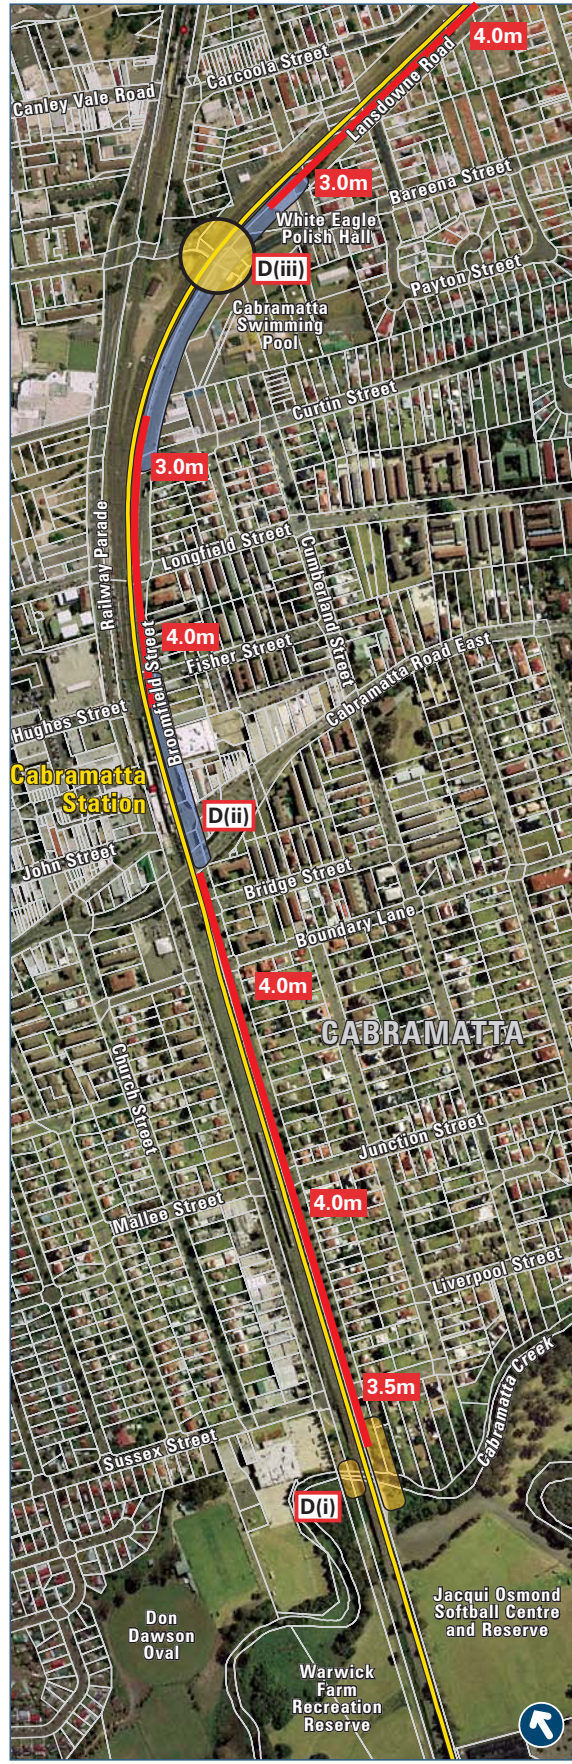 4.0m
Carcoola Street
Canley Vale Road
Lansdowne Road
3.0m
Bareena Street
White Eagle
Polish Hall
D(iii)
Payton Street
Cabramatta
Swimming
Pool
Curtin Street
3.0m
Railway Parade
Longfield Street
Cumberland Street
4.0m
Fisher Street
Broomfield Street
Cabramatta Road East
Hughes Street
Cabramatta
Station
D(ii)
John Street
Bridge Street
Boundary Lane
4.0m
CABRAMATTA
Church Street
Junction Street
Mallee Street
4.0m
Liverpool Street
3.5m
Cabramatta Creek
Sussex Street
D(i)
Jacqui Osmond
Softball Centre
and Reserve
Don
Dawson
Oval
Warwick
Farm
Recreation
Reserve